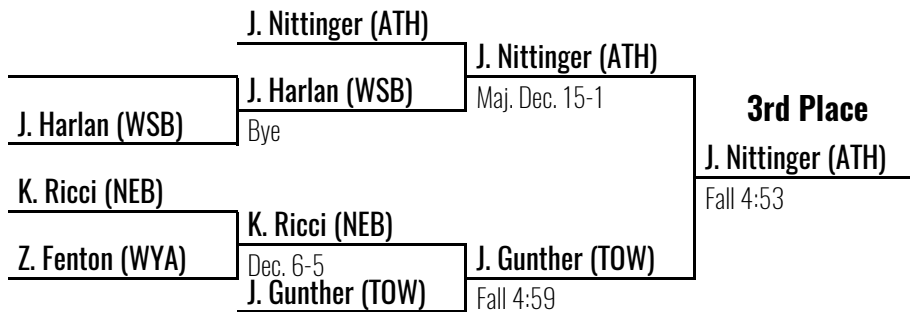 J. Nittinger (ATH)
J. Nittinger (ATH)
J. Harlan (WSB)
Maj. Dec. 15-1
3rd Place
J. Harlan (WSB)
Bye
J. Nittinger (ATH)
K. Ricci (NEB)
Fall 4:53
K. Ricci (NEB)
Z. Fenton (WYA)
Dec. 6-5
J. Gunther (TOW)
J. Gunther (TOW)
Fall 4:59